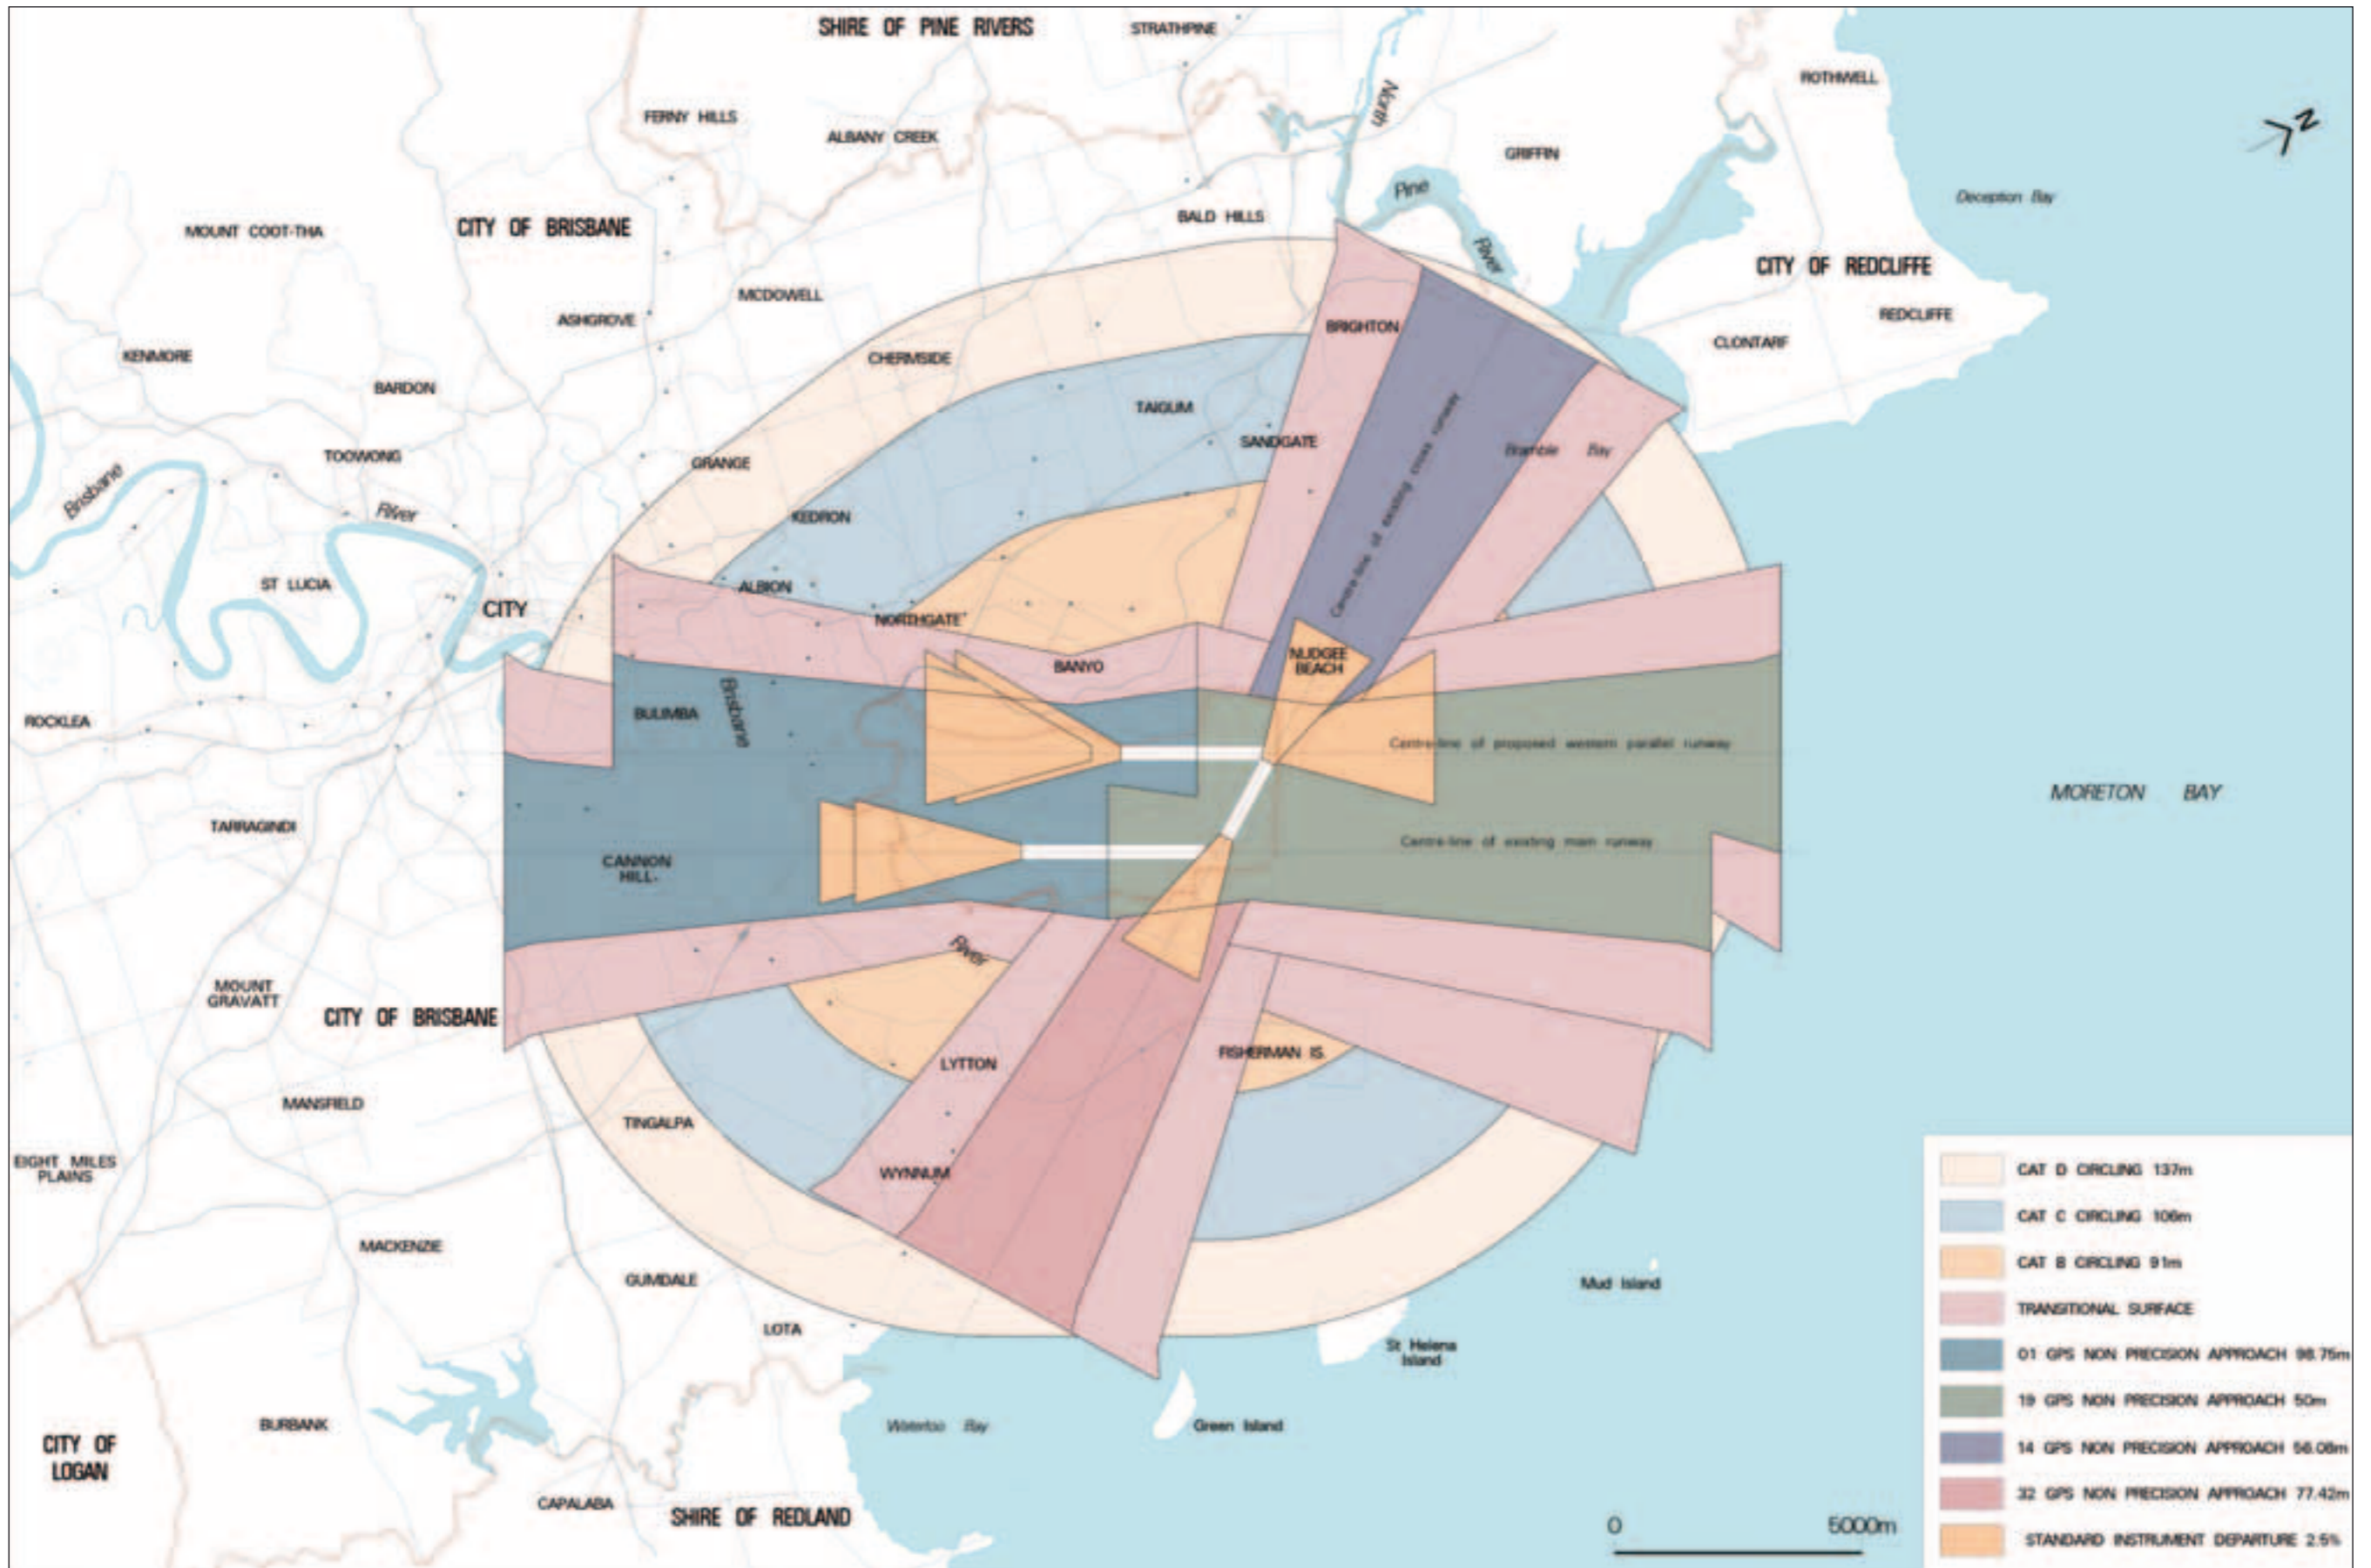 SHIRE OF PINE RIVERS
STRATHPINE
ROTHWELL
FERNY HILLS
ALBANY CREEK
North
GRIFFIN
N
Pine
River
Deception Bay
BALD HILLS
MOUNT COOT-THA
CITY OF BRISBANE
CITY OF REDCLIFFE
MCDOWELL
ASHGROVE
BRIGHTON
REDCLIFFE
CLONTARF
KENMORE
CHERMSIDE
BARDON
TAIGUM
SANDGATE
Bramble Bay
TOOWONG
GRANGE
Brisbane
River
KEDRON
Centre-line of existing cross runway
ST LUCIA
ALBION
CITY
NORTHGATE
BANYO
NUDGEE
BEACH
ROCKLEA
BULIMBA
Brisbane
Centre-line of proposed western parallel runway
MORETON BAY
TARRAGINDI
Centre-line of existing main runway
CANNON
HILL
River
MOUNT
GRAVATT
CITY OF BRISBANE
LYTTON
FISHERMAN IS.
MANSFIELD
TINGALPA
EIGHT MILES
PLAINS
WYNNUM
MACKENZIE
GUMDALE
LOTA
Mud Island
St Helena
Island
BURBANK
Waterloo Bay
Green Island
CITY OF
LOGAN
CAPALABA
SHIRE OF REDLAND
0 5000m
CAT D CIRCLING 137m
CAT C CIRCLING 106m
CAT B CIRCLING 91m
TRANSITIONAL SURFACE
01 GPS NON PRECISION APPROACH 98.75m
19 GPS NON PRECISION APPROACH 50m
14 GPS NON PRECISION APPROACH 56.08m
32 GPS NON PRECISION APPROACH 77.42m
STANDARD INSTRUMENT DEPARTURE 2.5%